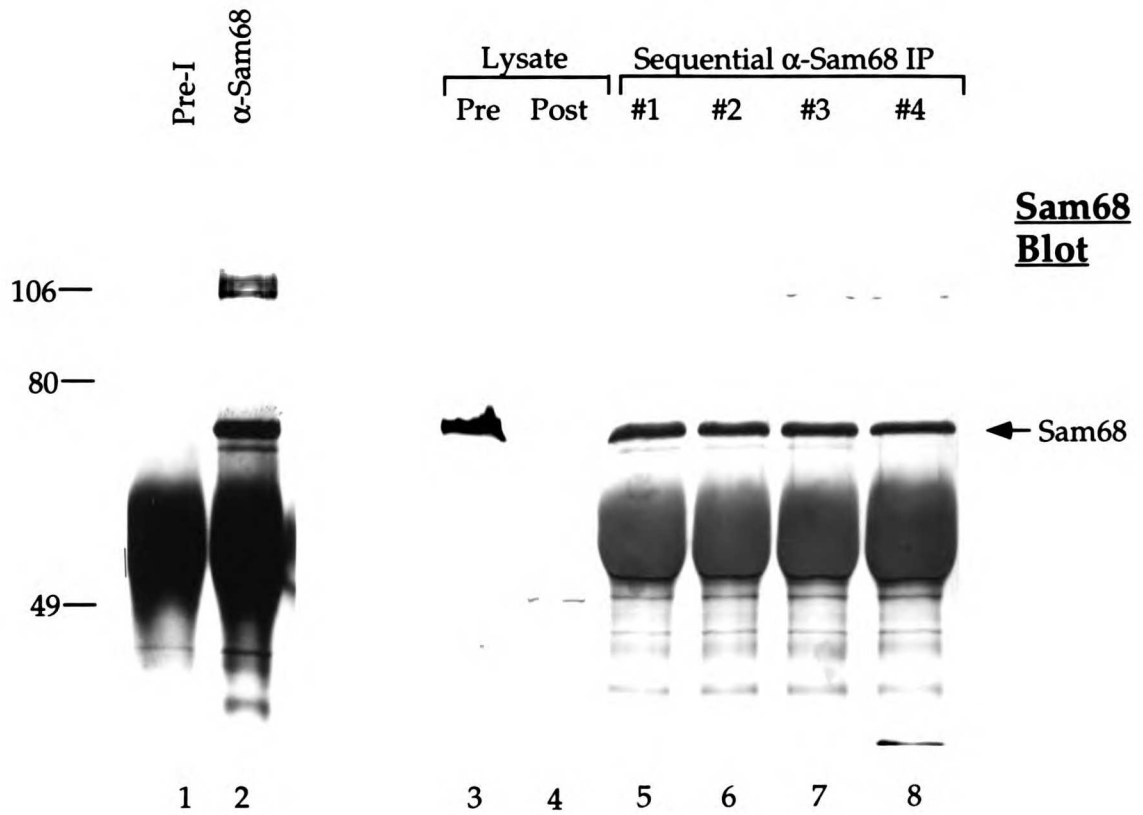 Pre-I
α-Sam68
Lysate
Sequential α-Sam68 IP
Pre
Post
#1
#2
#3
#4
Sam68
Blot
106
80
Sam68
49
1
2
3
4
5
6
7
8